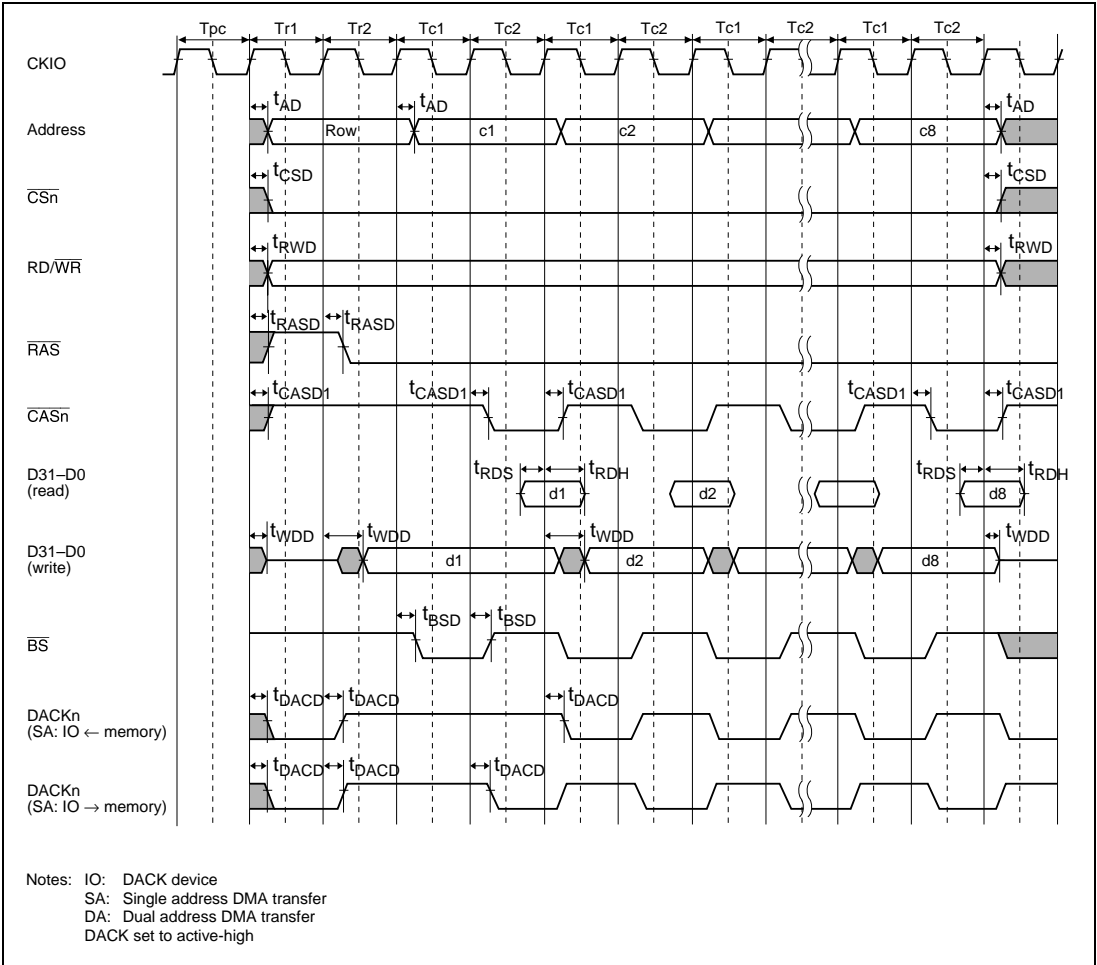 Tpc Tr1 Tr2 Tc1 Tc2 Tc1 Tc2 Tc1 Tc2 Tc1 Tc2
CKIO
tAD tAD tAD
Address Row c1 c2 c8
tCSD tCSD
CSn
tRWD tRWD
RD/WR
tRASD tRASD
RAS
tCASD1 tCASD1 tCASD1 tCASD1 tCASD1
CASn
D31–D0
(read)
tRDS tRDH tRDS tRDH
d1 d2 d8
tWDD tWDD tWDD tWDD
D31–D0
(write)
d1 d2 d8
tBSD tBSD
BS
tDACD tDACD tDACD
DACKn
(SA: IO ← memory)
tDACD tDACD tDACD
DACKn
(SA: IO → memory)
Notes: IO: DACK device
SA: Single address DMA transfer
DA: Dual address DMA transfer
DACK set to active-high